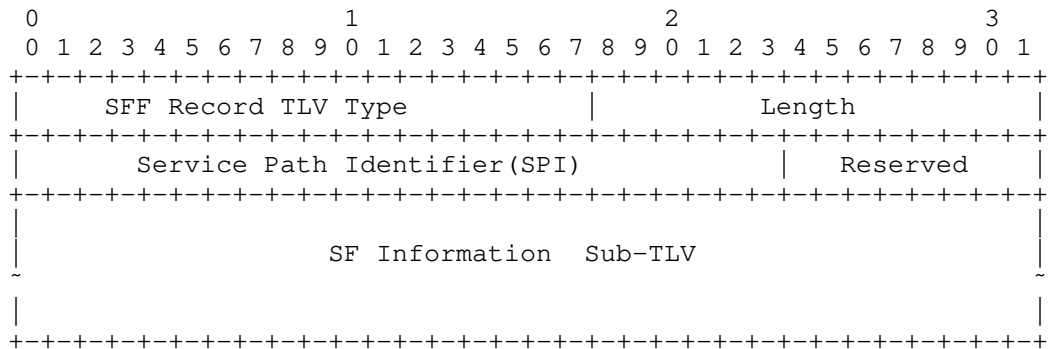 0                   1                   2                   3
0 1 2 3 4 5 6 7 8 9 0 1 2 3 4 5 6 7 8 9 0 1 2 3 4 5 6 7 8 9 0 1
+-+-+-+-+-+-+-+-+-+-+-+-+-+-+-+-+-+-+-+-+-+-+-+-+-+-+-+-+-+-+-+-+
|     SFF Record TLV Type           |          Length           |
+-+-+-+-+-+-+-+-+-+-+-+-+-+-+-+-+-+-+-+-+-+-+-+-+-+-+-+-+-+-+-+-+
|       Service Path Identifier(SPI)            |   Reserved    |
+-+-+-+-+-+-+-+-+-+-+-+-+-+-+-+-+-+-+-+-+-+-+-+-+-+-+-+-+-+-+-+-+
|                                                               |
|                   SF Information  Sub-TLV                     |
~                                                               ~
|                                                               |
+-+-+-+-+-+-+-+-+-+-+-+-+-+-+-+-+-+-+-+-+-+-+-+-+-+-+-+-+-+-+-+-+